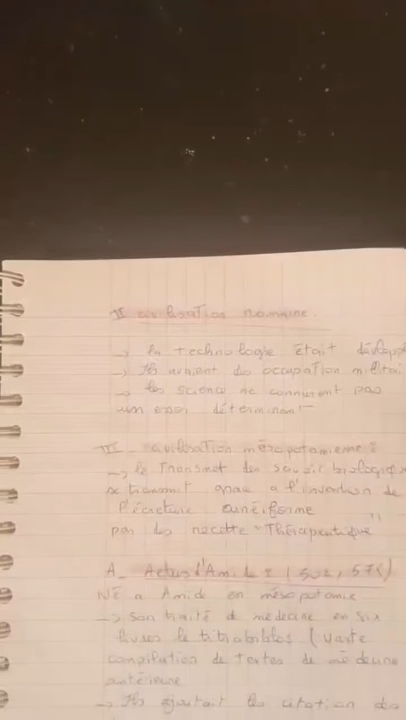 II civilisation romaine
→ la technologie était dévelop
→ Ils avaient des occupation militai
→ les science ne connurent pas
un essor déterminant
III - civilisation mésopotamienne :
→ le Transmet du savoir biologique
se transmit grace a l'invention de
l'écriture cunéiforme
par des recette "Thérapeutique"
A_ Actus d'Amide : (502, 575)
Né a Amide en mésopotamie
→ son traité de médecine en six
livres le tétrabiblos (vaste
compilation de textes de médecine
antérieure
→ Ils ajoutait les citation des